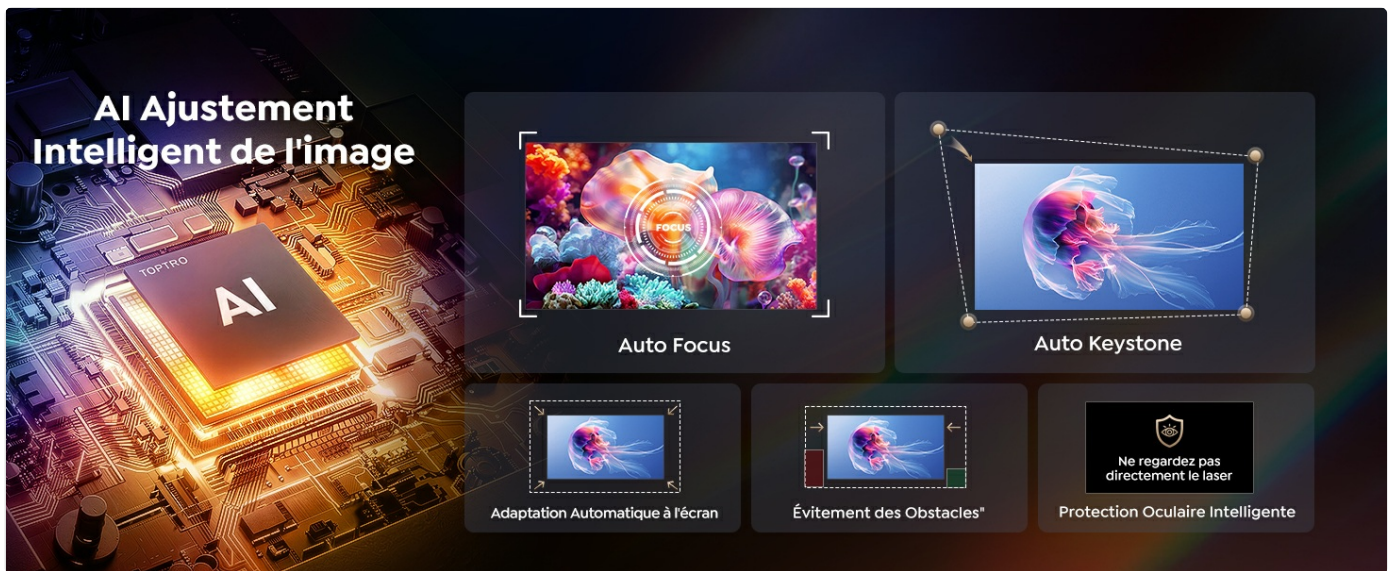 AI Ajustement
Intelligent de l'image
TOPTRO
AI
FOCUS
Auto Focus
Auto Keystone
Adaptation Automatique à l'écran
Évitement des Obstacles"
Ne regardez pas
directement le laser
Protection Oculaire Intelligente